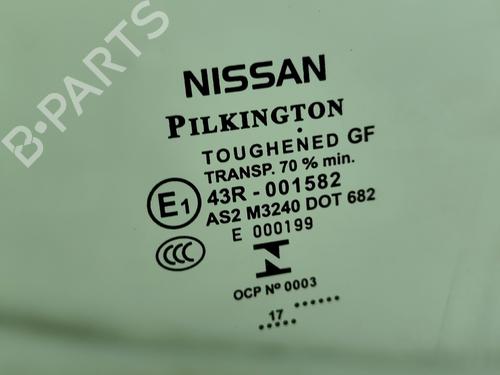 B-PARTS
NISSAN
PILKINGTON
TOUGHENED GF
TRANSP. 70 % min.
E1
43R - 001582
AS2 M3240 DOT 682
E 000199
CCC
OCP Nº 0003
......
17
.....